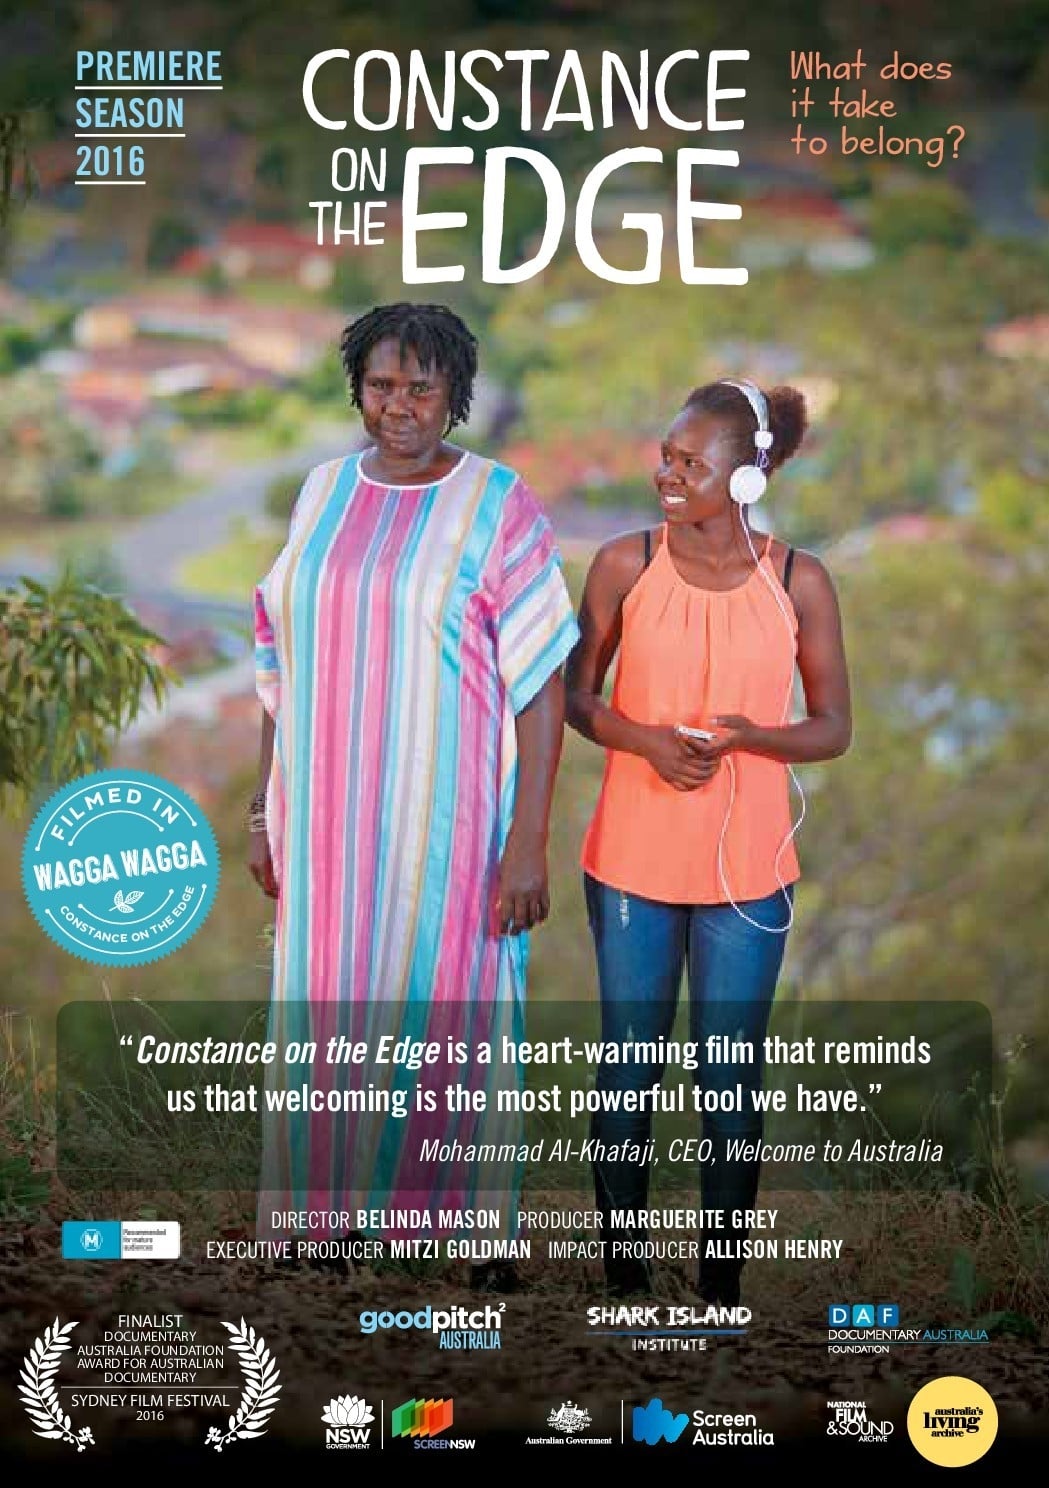 PREMIERE
SEASON
2016
CONSTANCE
ON
THE EDGE
What does
it take
to belong?
FILMED IN
WAGGA WAGGA
CONSTANCE ON THE EDGE
“Constance on the Edge is a heart-warming film that reminds
us that welcoming is the most powerful tool we have.”
Mohammad Al-Khafaji, CEO, Welcome to Australia
DIRECTOR BELINDA MASON PRODUCER MARGUERITE GREY
EXECUTIVE PRODUCER MITZI GOLDMAN IMPACT PRODUCER ALLISON HENRY
M
Recommended
for mature
audiences
FINALIST
DOCUMENTARY
AUSTRALIA FOUNDATION
AWARD FOR AUSTRALIAN
DOCUMENTARY
SYDNEY FILM FESTIVAL
2016
goodpitch²
AUSTRALIA
SHARK ISLAND
INSTITUTE
DAF
DOCUMENTARY AUSTRALIA
FOUNDATION
NSW
GOVERNMENT
SCREENNSW
Australian Government
Screen
Australia
NATIONAL
FILM
&SOUND
ARCHIVE
australia's
living
archive